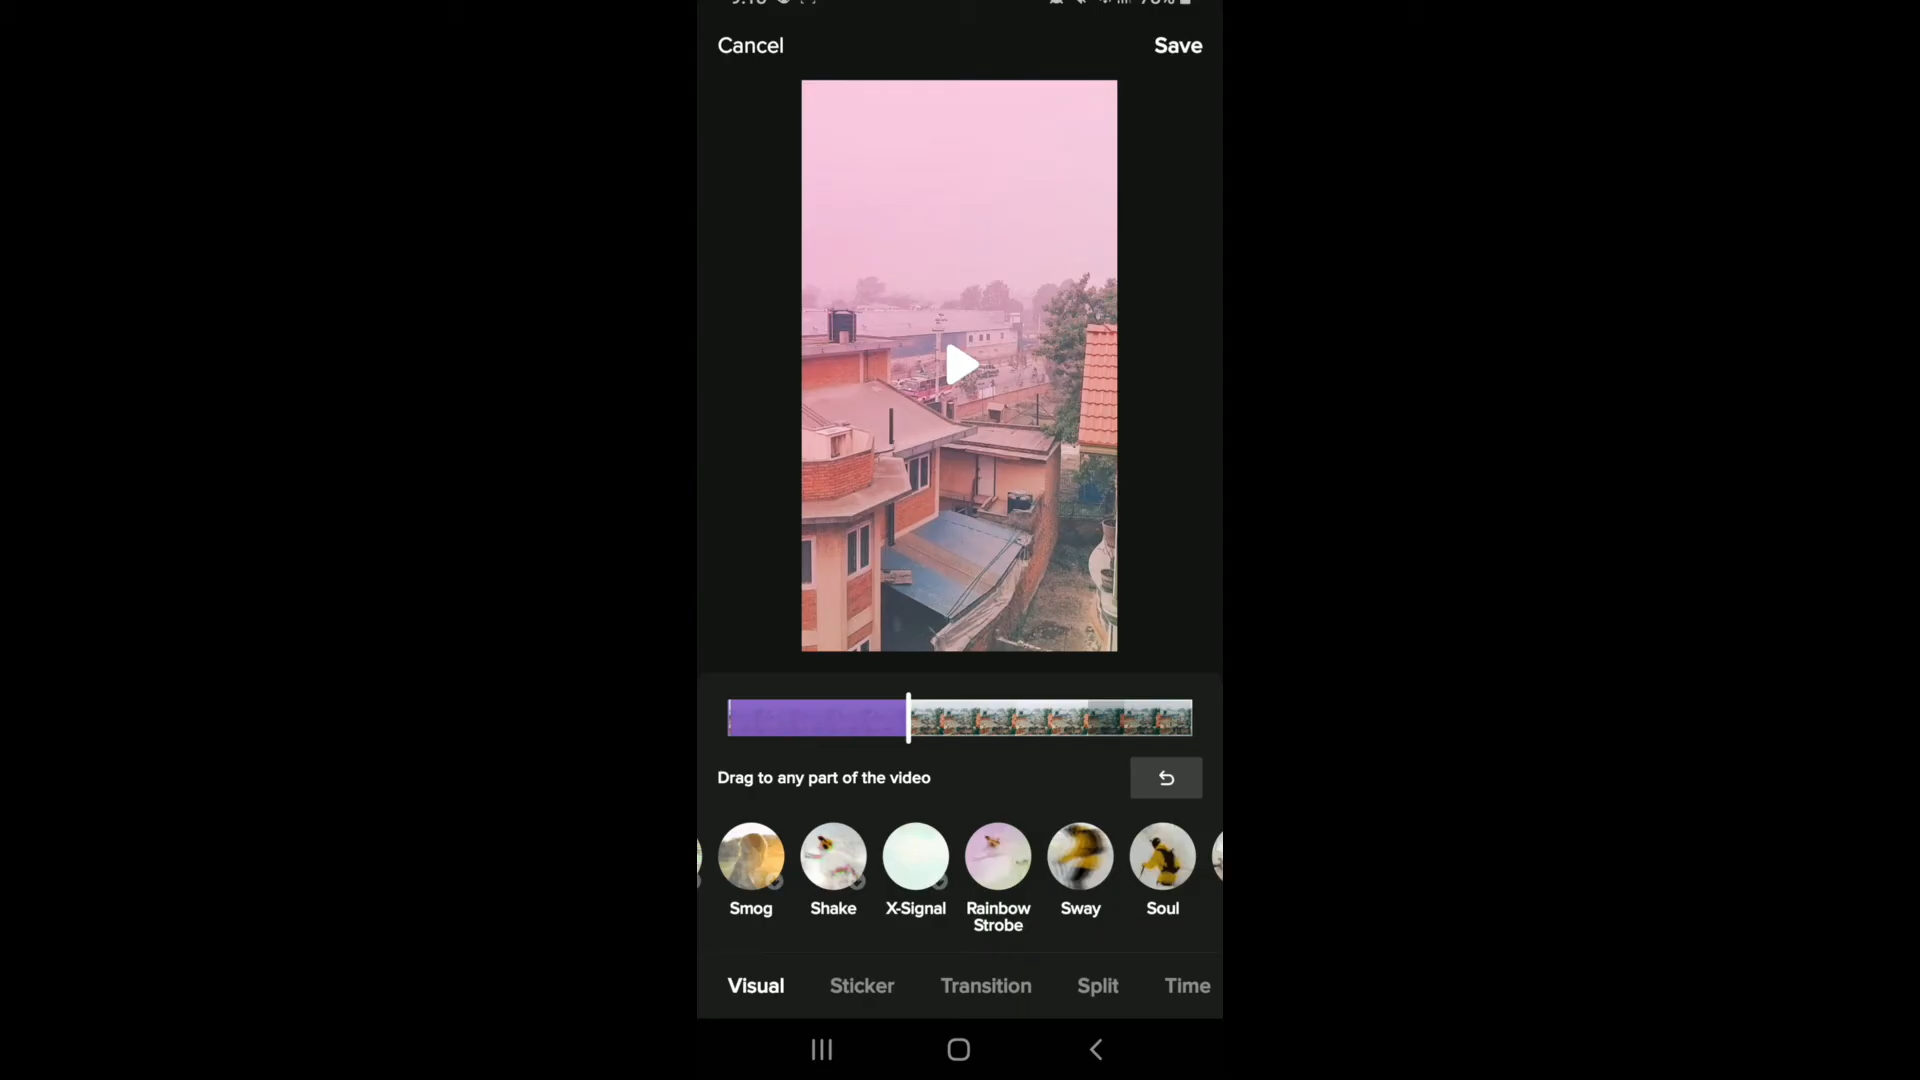 Cancel
Save
Drag to any part of the video
Smog
Shake
X-Signal
Rainbow
Strobe
Sway
Soul
Visual
Sticker
Transition
Split
Time